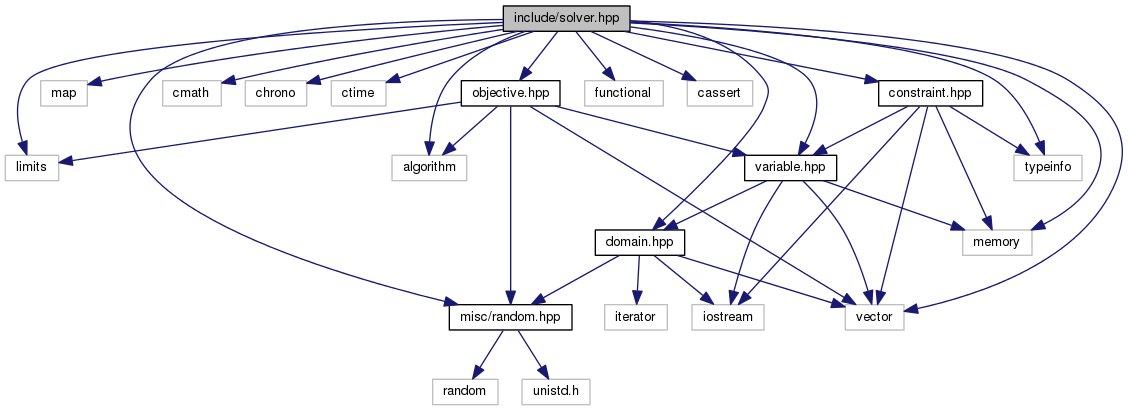 include/solver.hpp
map
cmath
chrono
ctime
objective.hpp
functional
cassert
constraint.hpp
limits
algorithm
variable.hpp
typeinfo
domain.hpp
memory
misc/random.hpp
iterator
iostream
vector
random
unistd.h